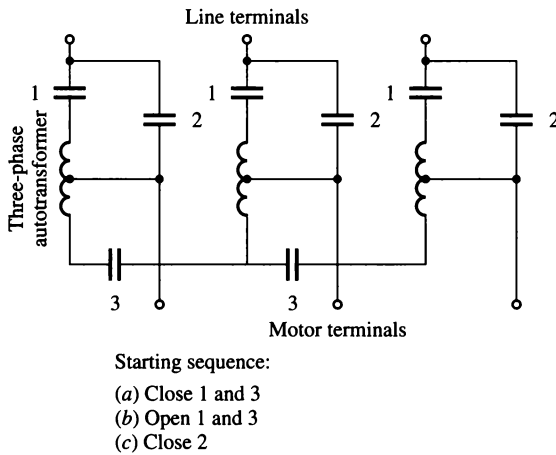 Line terminals
1
1
1
2
2
2
Three-phase
autotransformer
3
3
Motor terminals
Starting sequence:
(a) Close 1 and 3
(b) Open 1 and 3
(c) Close 2